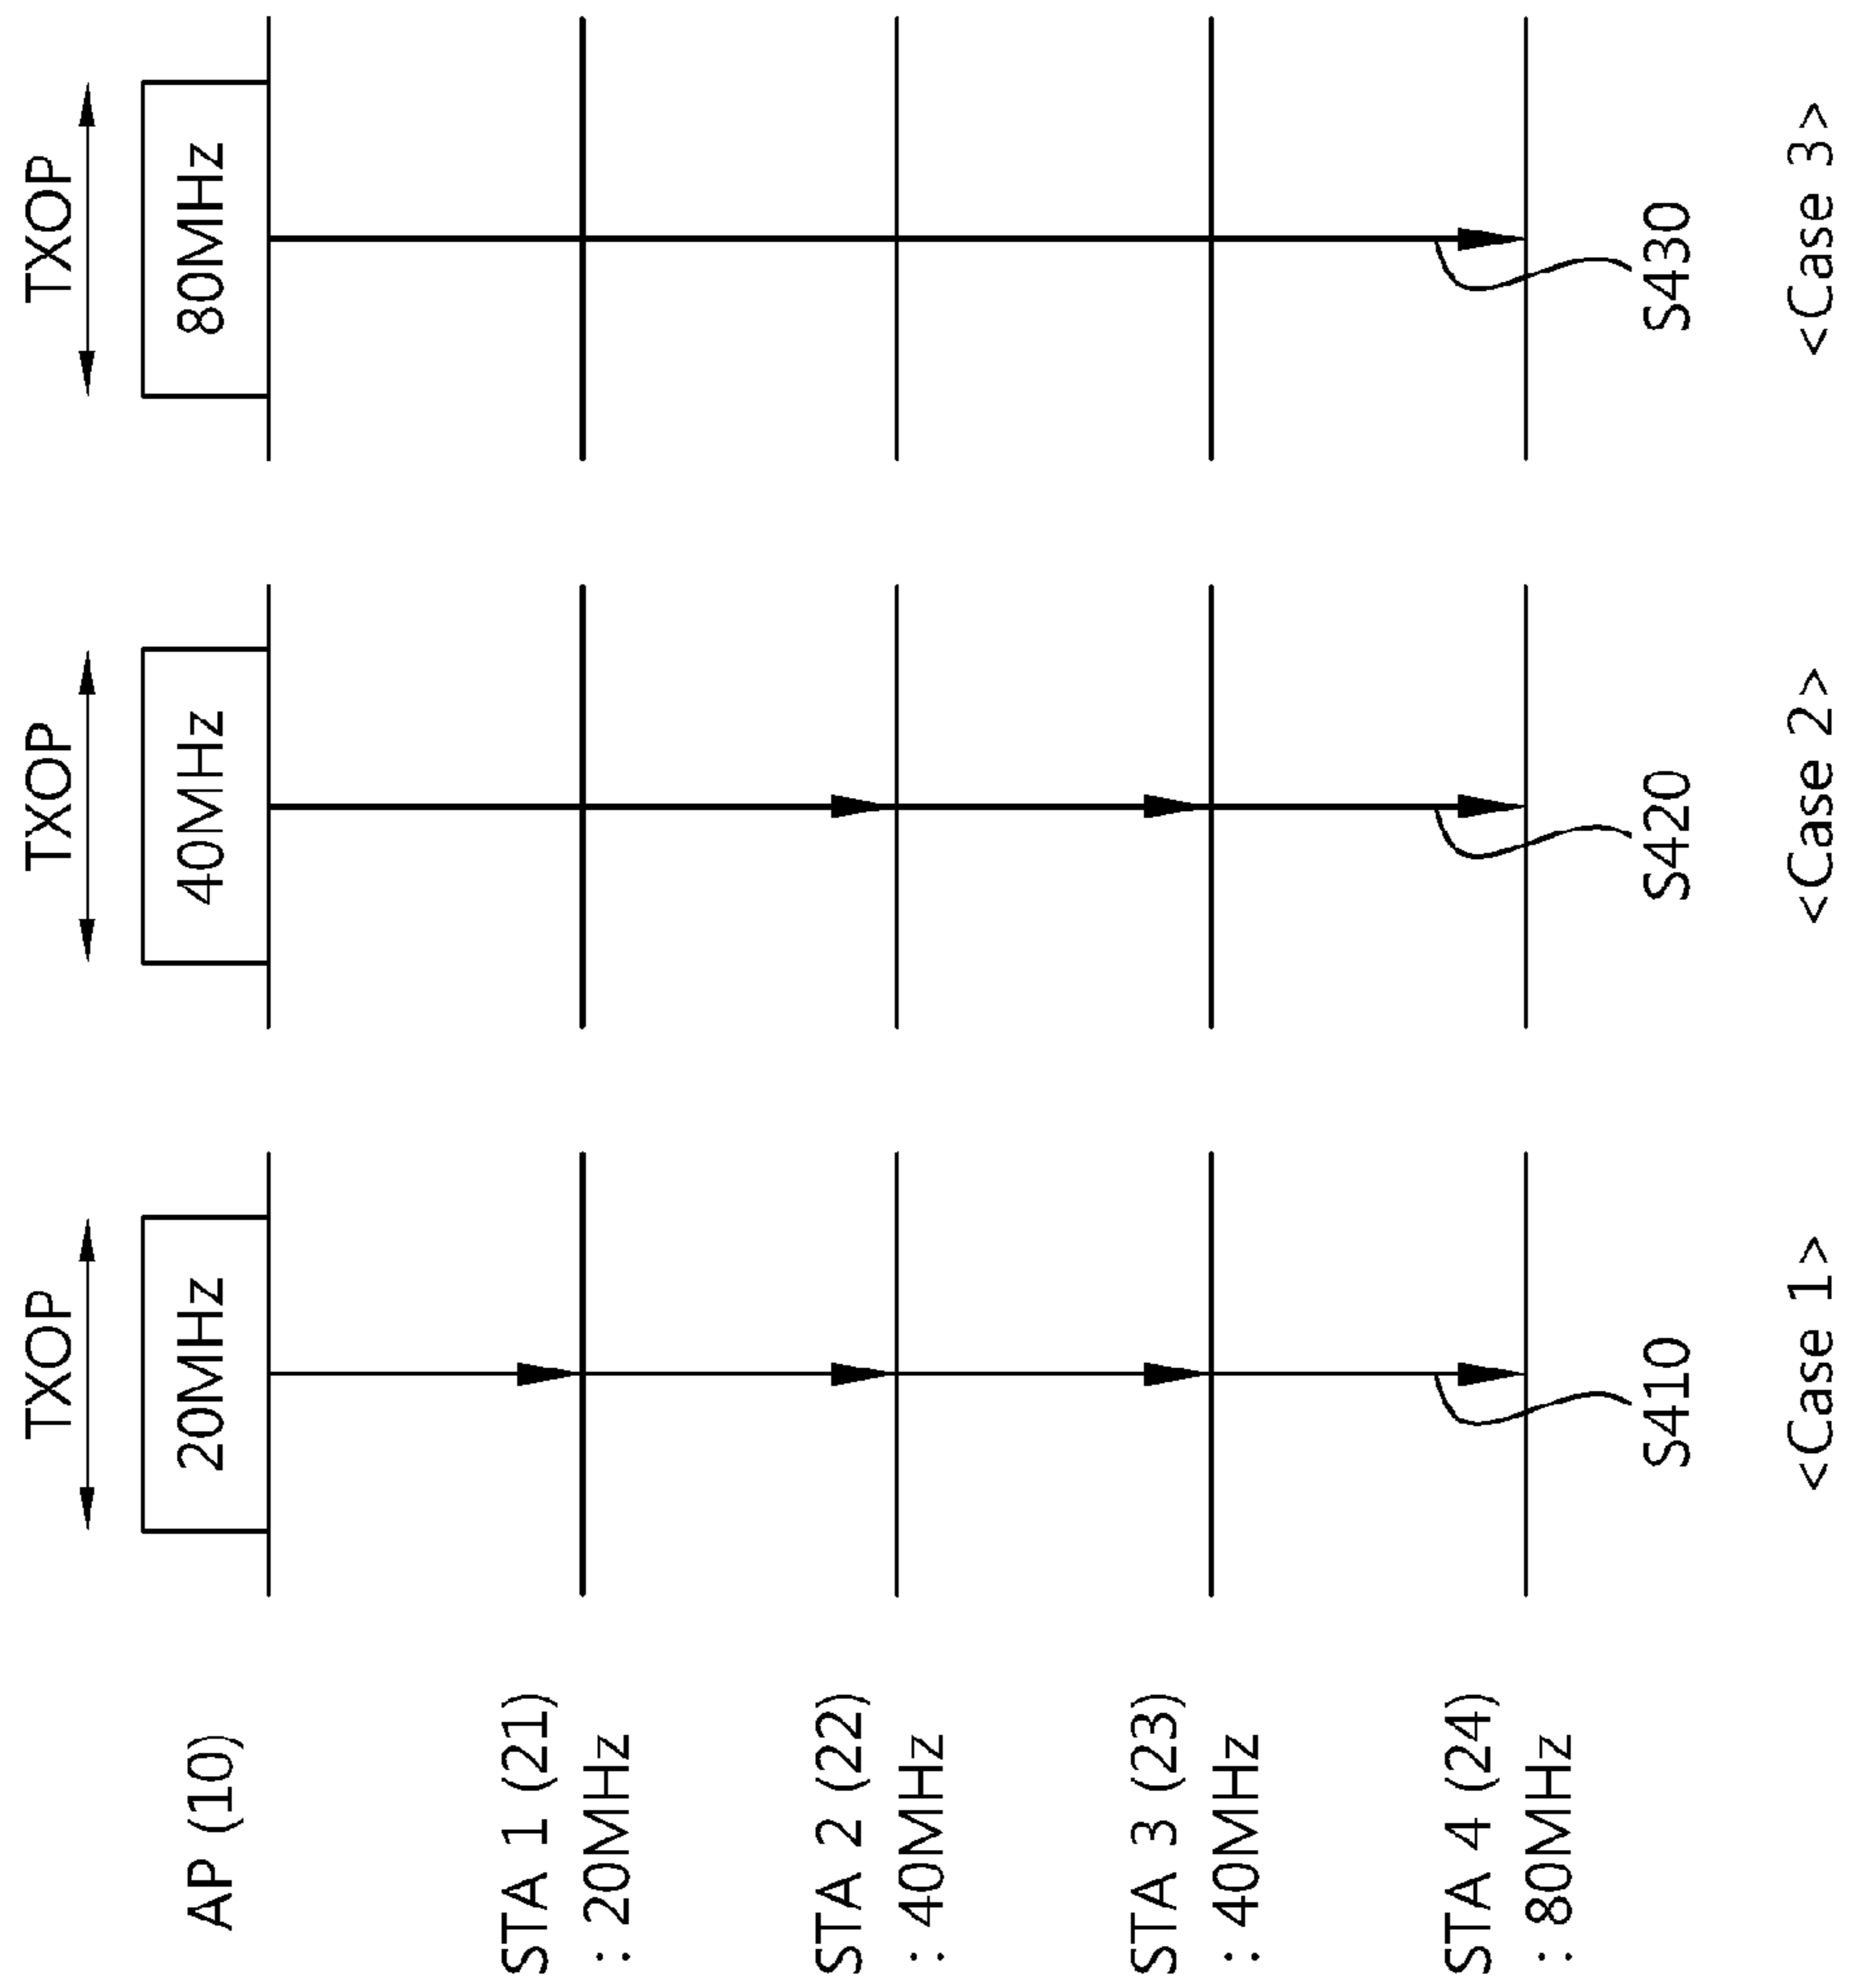 TXOP
TXOP
TXOP
AP (10)
20MHz
40MHz
80MHz
STA 1 (21)
: 20MHz
STA 2 (22)
: 40MHz
STA 3 (23)
: 40MHz
STA 4 (24)
: 80MHz
S410
S420
S430
<Case 1>
<Case 2>
<Case 3>